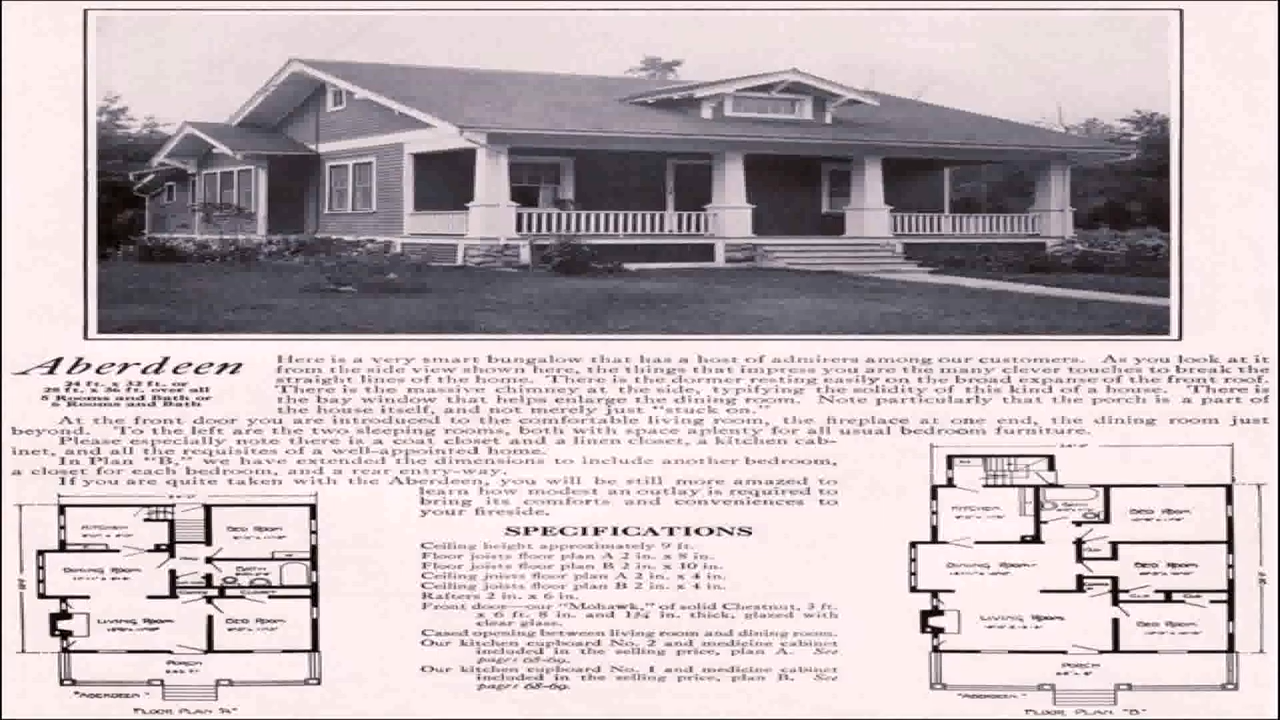 Aberdeen
24 ft. x 32 ft. or
28 ft. x 36 ft. over all
5 Rooms and Bath or
6 Rooms and Bath
Here is a very smart bungalow that has a host of admirers among our customers. As you look at it
from the side view shown here, the things that impress you are the many clever touches to break the
straight lines of the home. There is the dormer resting easily on the broad expanse of the front roof.
There is the massive chimney at the side, typifying the solidity of this kind of a house. There is
the bay window that helps enlarge the dining room. Note particularly that the porch is a part of
the house itself, and not merely just "stuck on."
At the front door you are introduced to the comfortable living room, the fireplace at one end, the dining room just
beyond. To the right are the two sleeping rooms, both with space aplenty for all usual bedroom furniture.
Please especially note there is a coat closet and a linen closet, a kitchen cab-
inet, and all the requisites of a well-appointed home.
In Plan "B," we have extended the dimensions to include another bedroom,
a closet for each bedroom, and a rear entry-way.
If you are quite taken with the Aberdeen, you will be still more amazed to
learn how modest an outlay is required to
bring its comforts and conveniences to
your fireside.
SPECIFICATIONS
Ceiling height approximately 9 ft.
Floor joists floor plan A 2 in. x 8 in.
Floor joists floor plan B 2 in. x 10 in.
Ceiling joists floor plan A 2 in. x 4 in.
Ceiling joists floor plan B 2 in. x 4 in.
Rafters 2 in. x 6 in.
Front door—our "Mohawk," of solid Chestnut, 3 ft.
x 6 ft. 8 in. and 1¾ in. thick, glazed with
clear glass.
Cased opening between living room and dining room.
Our kitchen cupboard No. 2 and medicine cabinet
included in the selling price, plan A. See
pages 68-69.
Our kitchen cupboard No. 1 and medicine cabinet
included in the selling price, plan B. See
pages 68-69.
KITCHEN
BED ROOM
DINING ROOM
BATH
CLOSET
LIVING ROOM
BED ROOM
PORCH
"ABERDEEN"
FLOOR PLAN "A"
KITCHEN
BATH
BED ROOM
DINING ROOM
BED ROOM
CLO.
CLO.
LIVING ROOM
BED ROOM
PORCH
"ABERDEEN"
FLOOR PLAN "B"